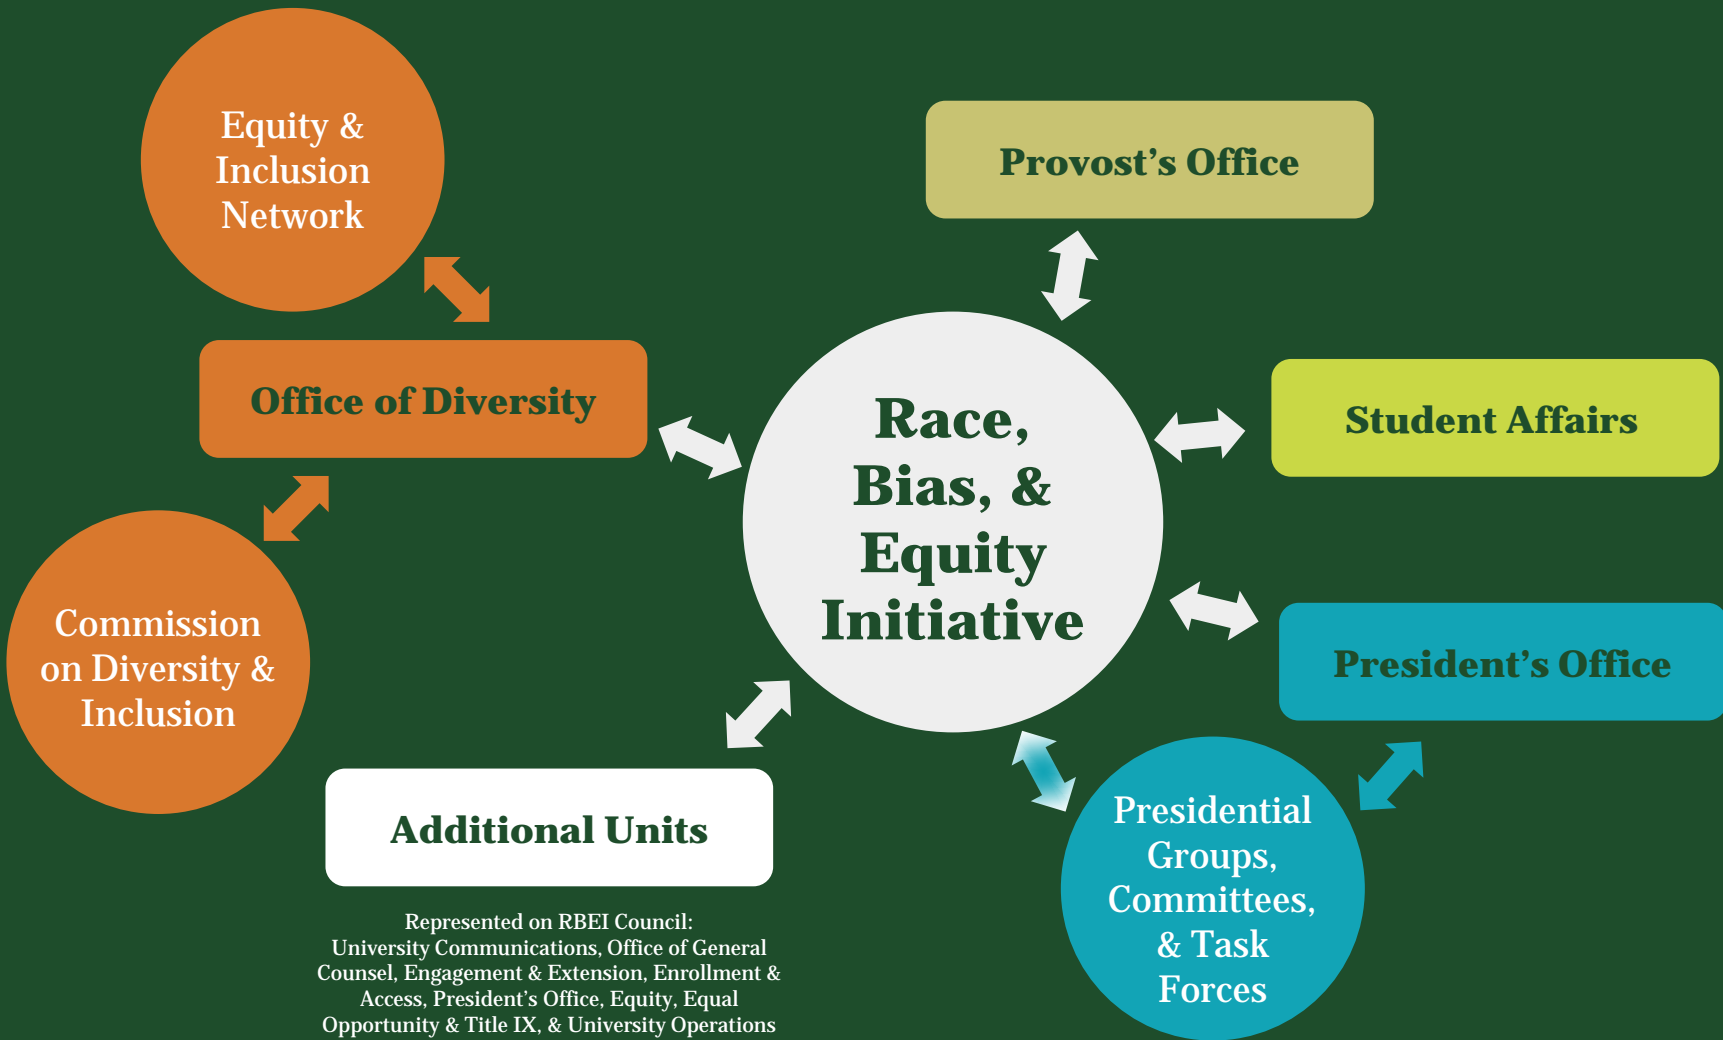 Equity &
Inclusion
Network
Provost’s Office
Office of Diversity
Race,
Bias, &
Equity
Initiative
Student Affairs
Commission
on Diversity &
Inclusion
President’s Office
Additional Units
Represented on RBEI Council:
University Communications, Office of General
Counsel, Engagement & Extension, Enrollment &
Access, President’s Office, Equity, Equal
Opportunity & Title IX, & University Operations
Presidential
Groups,
Committees,
& Task
Forces